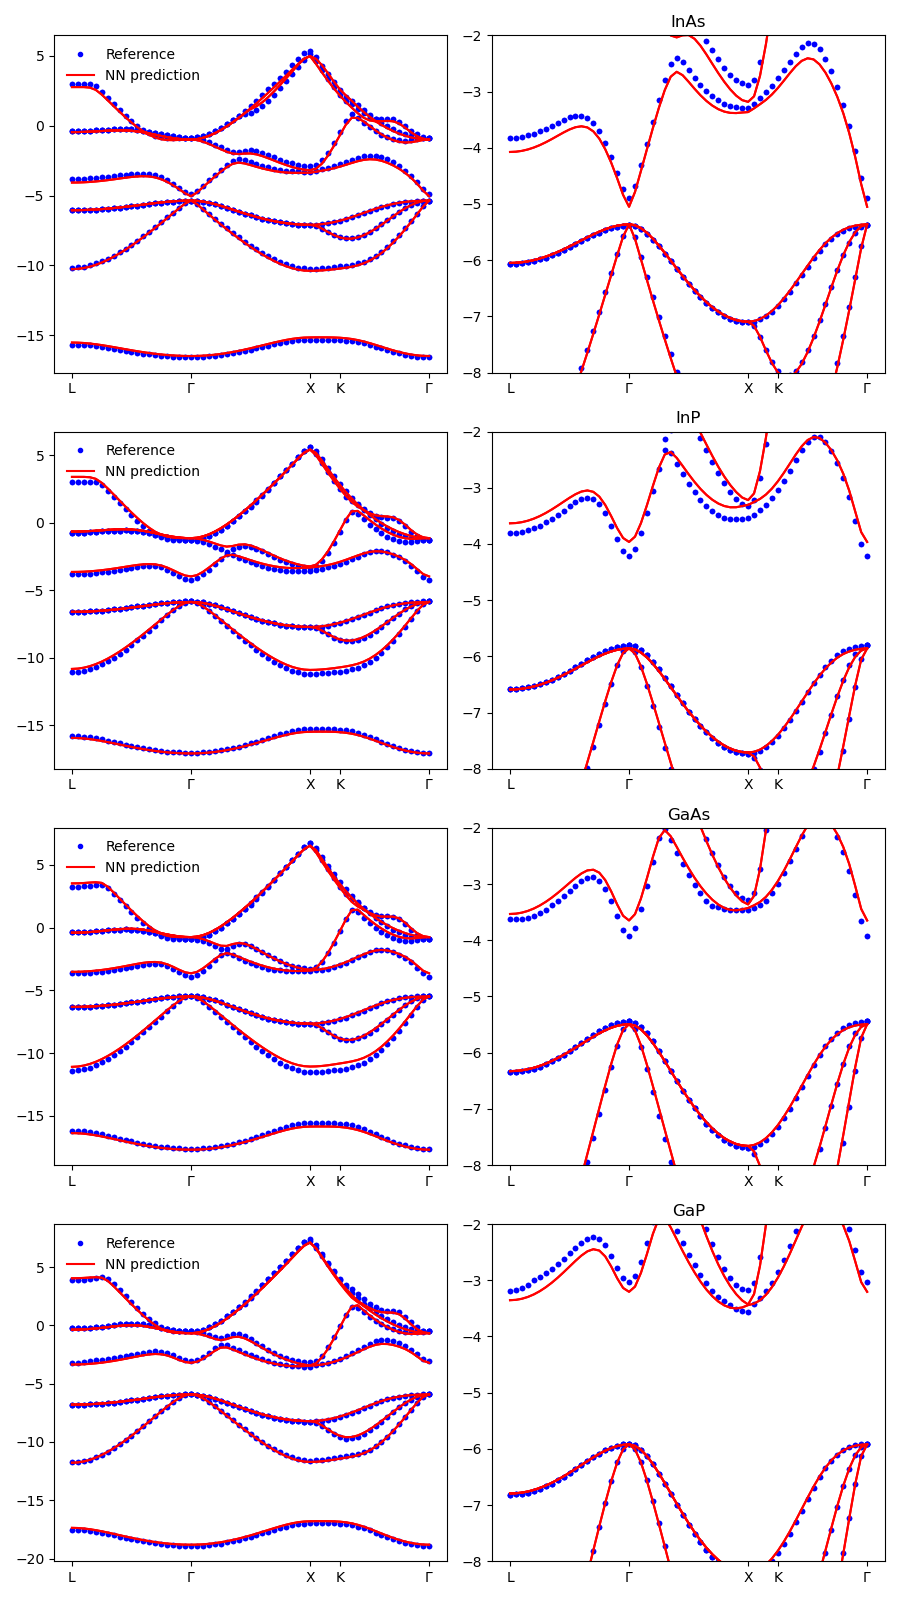 InAs
Reference
NN prediction
5
0
−5
−10
−15
L Γ X K Γ
−2
−3
−4
−5
−6
−7
−8
L Γ X K Γ
InP
Reference
NN prediction
5
0
−5
−10
−15
L Γ X K Γ
−2
−3
−4
−5
−6
−7
−8
L Γ X K Γ
GaAs
Reference
NN prediction
5
0
−5
−10
−15
L Γ X K Γ
−2
−3
−4
−5
−6
−7
−8
L Γ X K Γ
GaP
Reference
NN prediction
5
0
−5
−10
−15
−20
L Γ X K Γ
−2
−3
−4
−5
−6
−7
−8
L Γ X K Γ